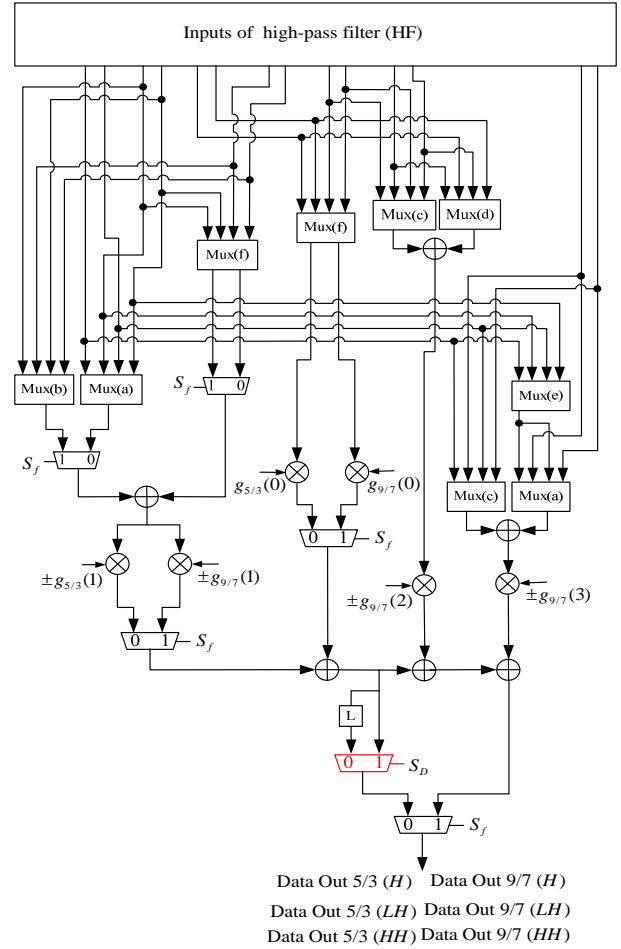 Inputs of high-pass filter (HF)
Mux(c) Mux(d)
Mux(f) Mux(f)
Mux(b) Mux(a) S_f 1 0 Mux(e)
S_f 1 0
g_{5/3}(0) g_{9/7}(0) Mux(c) Mux(a)
0 1 S_f
±g_{5/3}(1) ±g_{9/7}(1) ±g_{9/7}(2) ±g_{9/7}(3)
0 1 S_f
L
0 1 S_D
0 1 S_f
Data Out 5/3 (H) Data Out 9/7 (H)
Data Out 5/3 (LH) Data Out 9/7 (LH)
Data Out 5/3 (HH) Data Out 9/7 (HH)